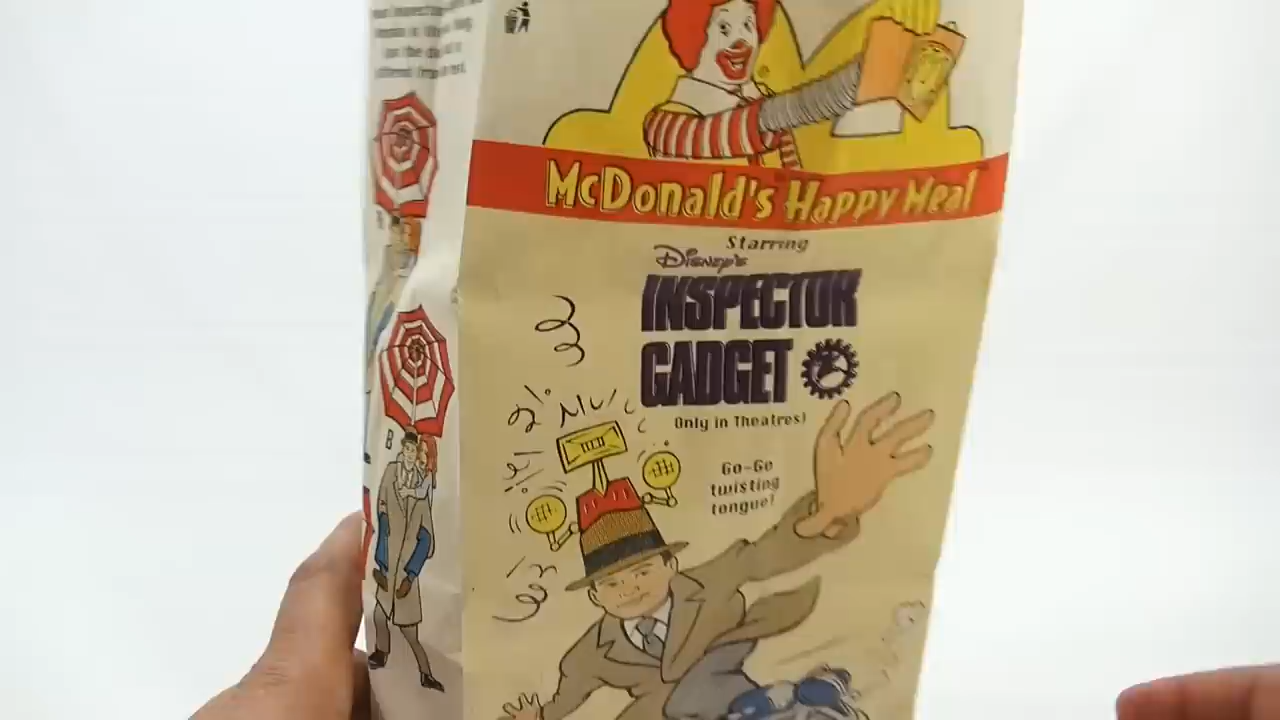 McDonald's Happy Meal
Starring
Disney's
INSPECTOR
GADGET
Only in Theatres!
Go-Go
twisting
tongue!
B